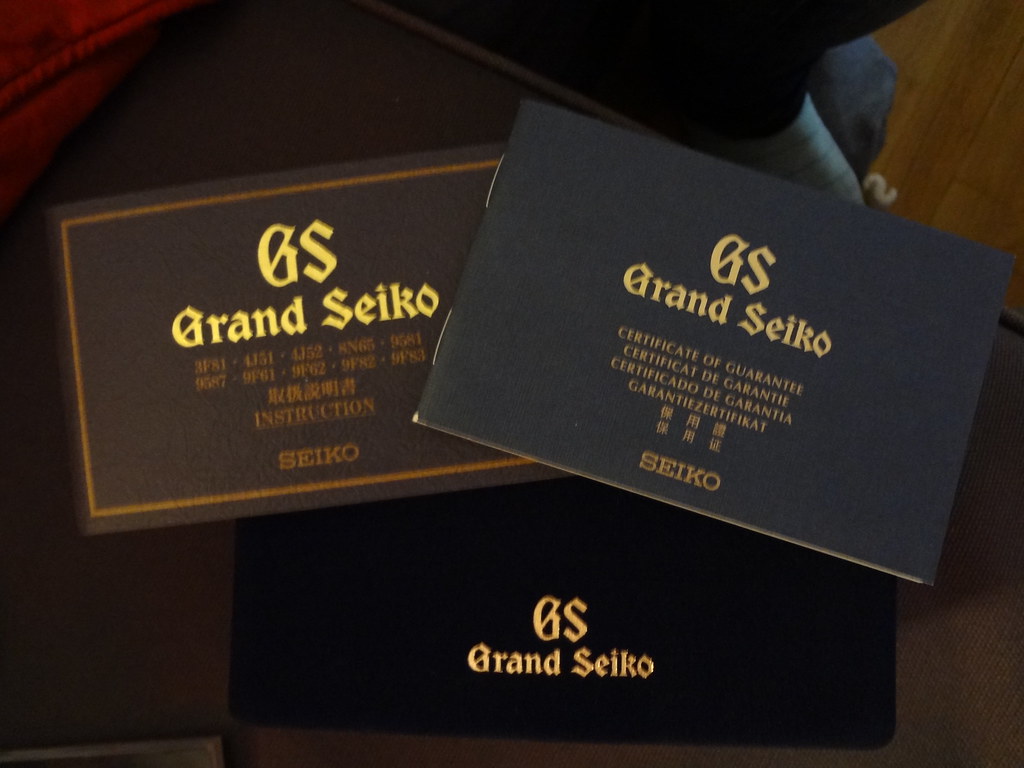 GS
Grand Seiko
3F81 · 4J51 · 4J52 · 8N65 · 9581
9587 · 9F61 · 9F62 · 9F82 · 9F83
取扱説明書
INSTRUCTION
SEIKO
GS
Grand Seiko
CERTIFICATE OF GUARANTEE
CERTIFICAT DE GARANTIE
CERTIFICADO DE GARANTIA
GARANTIEZERTIFIKAT
保用證
保用证
SEIKO
GS
Grand Seiko